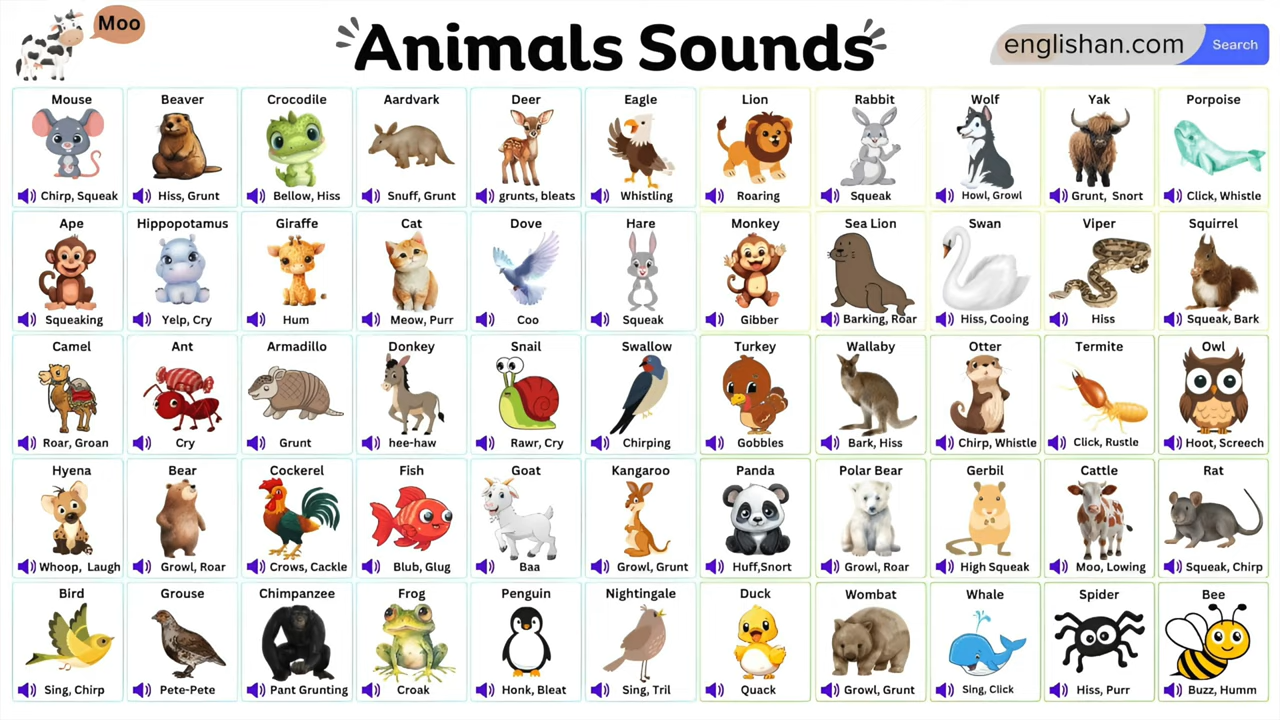 Moo
Animals Sounds
englishan.com
Search
Mouse
Chirp, Squeak
Beaver
Hiss, Grunt
Crocodile
Bellow, Hiss
Aardvark
Snuff, Grunt
Deer
grunts, bleats
Eagle
Whistling
Lion
Roaring
Rabbit
Squeak
Wolf
Howl, Growl
Yak
Grunt, Snort
Porpoise
Click, Whistle
Ape
Squeaking
Hippopotamus
Yelp, Cry
Giraffe
Hum
Cat
Meow, Purr
Dove
Coo
Hare
Squeak
Monkey
Gibber
Sea Lion
Barking, Roar
Swan
Hiss, Cooing
Viper
Hiss
Squirrel
Squeak, Bark
Camel
Roar, Groan
Ant
Cry
Armadillo
Grunt
Donkey
hee-haw
Snail
Rawr, Cry
Swallow
Chirping
Turkey
Gobbles
Wallaby
Bark, Hiss
Otter
Chirp, Whistle
Termite
Click, Rustle
Owl
Hoot, Screech
Hyena
Whoop, Laugh
Bear
Growl, Roar
Cockerel
Crows, Cackle
Fish
Blub, Glug
Goat
Baa
Kangaroo
Growl, Grunt
Panda
Huff,Snort
Polar Bear
Growl, Roar
Gerbil
High Squeak
Cattle
Moo, Lowing
Rat
Squeak, Chirp
Bird
Sing, Chirp
Grouse
Pete-Pete
Chimpanzee
Pant Grunting
Frog
Croak
Penguin
Honk, Bleat
Nightingale
Sing, Tril
Duck
Quack
Wombat
Growl, Grunt
Whale
Sing, Click
Spider
Hiss, Purr
Bee
Buzz, Humm